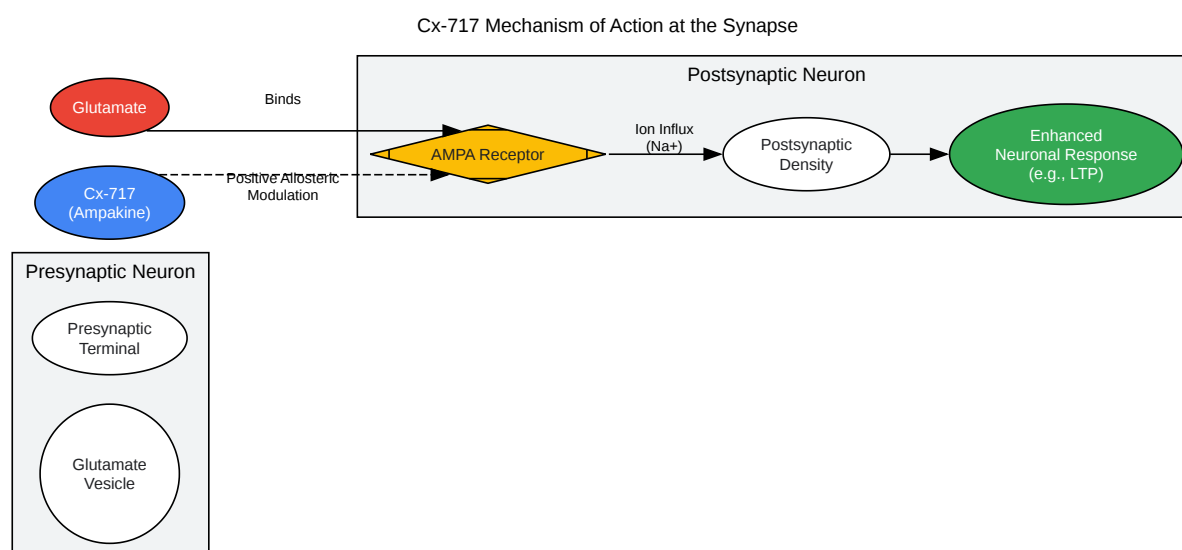 Cx-717 Mechanism of Action at the Synapse
Postsynaptic Neuron
Glutamate
Binds
AMPA Receptor
Ion Influx
(Na+)
Postsynaptic
Density
Enhanced
Neuronal Response
(e.g., LTP)
Cx-717
(Ampakine)
Positive Allosteric
Modulation
Presynaptic Neuron
Presynaptic
Terminal
Glutamate
Vesicle